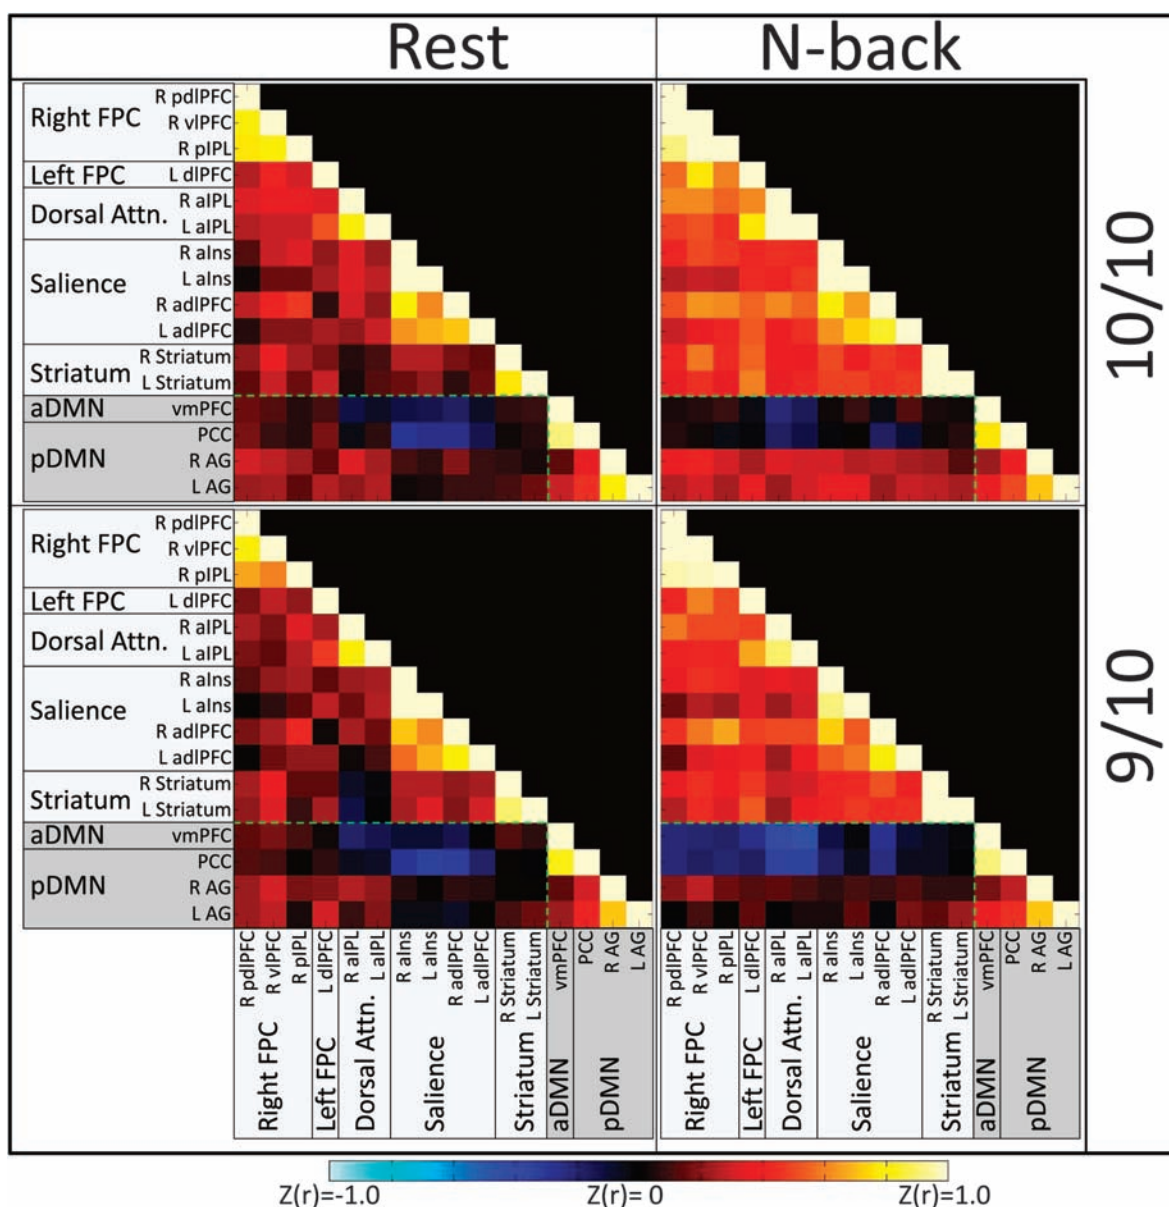 Rest N-back
Right FPC
R pdlPFC
R vlPFC
R pIPL
Left FPC L dlPFC
Dorsal Attn.
R aIPL
L aIPL
Salience
R aIns
L aIns
R adlPFC
L adlPFC
Striatum
R Striatum
L Striatum
aDMN vmPFC
pDMN
PCC
R AG
L AG
10/10
Right FPC
R pdlPFC
R vlPFC
R pIPL
Left FPC L dlPFC
Dorsal Attn.
R aIPL
L aIPL
Salience
R aIns
L aIns
R adlPFC
L adlPFC
Striatum
R Striatum
L Striatum
aDMN vmPFC
pDMN
PCC
R AG
L AG
9/10
R pdlPFC
R vlPFC
R pIPL
L dlPFC
R aIPL
L aIPL
R aIns
L aIns
R adlPFC
L adlPFC
R Striatum
L Striatum
vmPFC
PCC
R AG
L AG
Right FPC
Left FPC
Dorsal Attn.
Salience
Striatum
aDMN
pDMN
R pdlPFC
R vlPFC
R pIPL
L dlPFC
R aIPL
L aIPL
R aIns
L aIns
R adlPFC
L adlPFC
R Striatum
L Striatum
vmPFC
PCC
R AG
L AG
Right FPC
Left FPC
Dorsal Attn.
Salience
Striatum
aDMN
pDMN
Z(r)=-1.0 Z(r)= 0 Z(r)=1.0